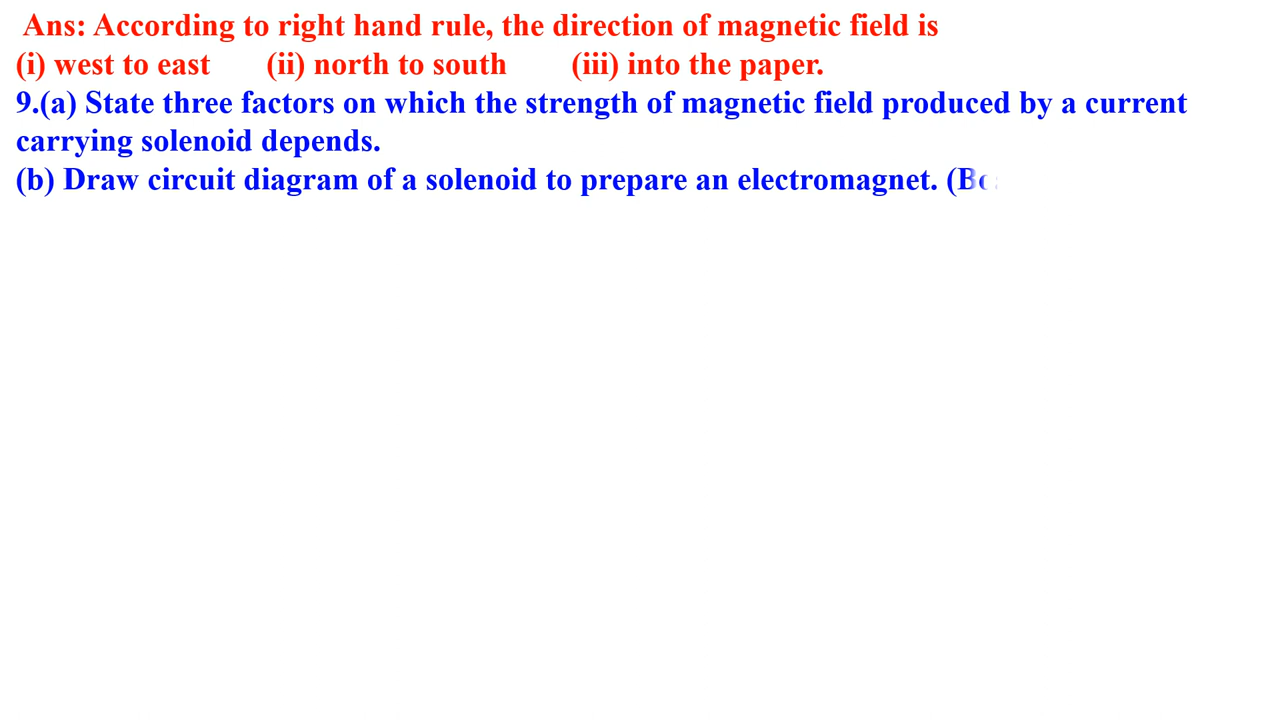 Ans: According to right hand rule, the direction of magnetic field is
(i) west to east (ii) north to south (iii) into the paper.
9.(a) State three factors on which the strength of magnetic field produced by a current
carrying solenoid depends.
(b) Draw circuit diagram of a solenoid to prepare an electromagnet.